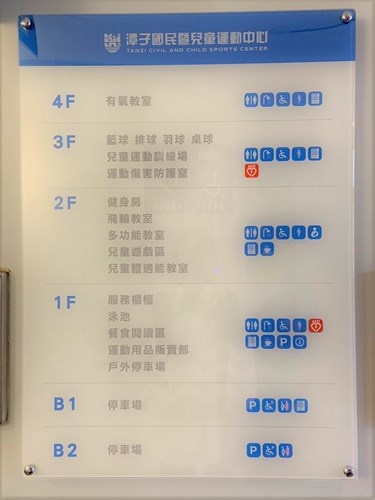 潭子國民暨兒童運動中心
TANZI CIVIL AND CHILD SPORTS CENTER
4F 有氧教室
3F 籃球 排球 羽球 桌球
兒童運動訓練場
運動傷害防護室
2F 健身房
飛輪教室
多功能教室
兒童遊戲區
兒童體適能教室
1F 服務櫃檯
泳池
餐食閱讀區
運動用品販賣部
戶外停車場
B1 停車場
B2 停車場